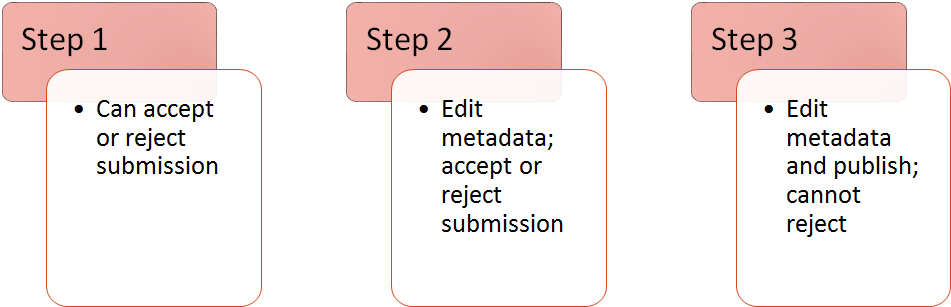 Step 1
• Can accept
or reject
submission
Step 2
• Edit
metadata;
accept or
reject
submission
Step 3
• Edit
metadata
and publish;
cannot
reject